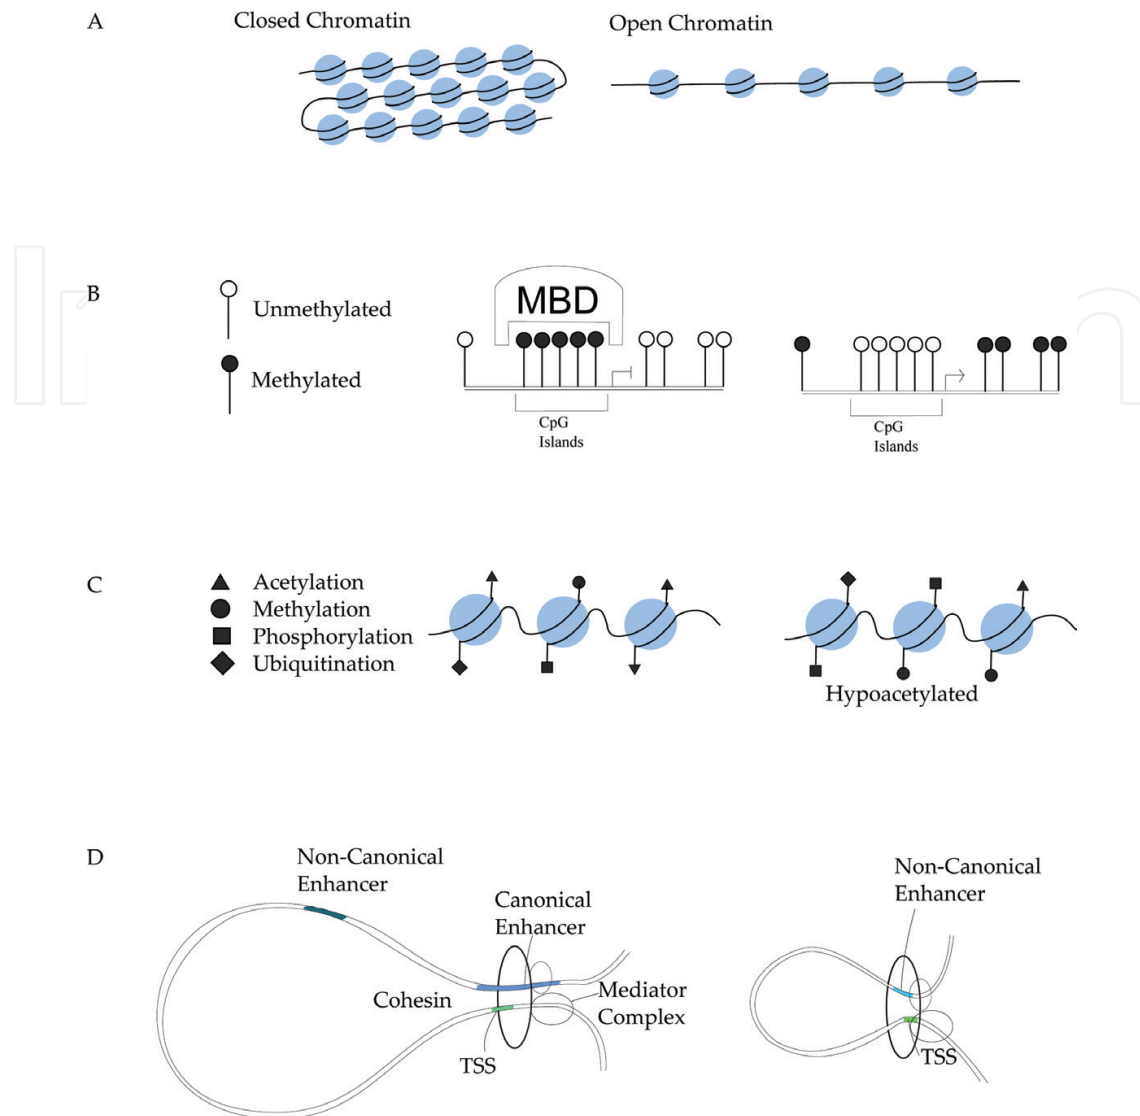 A
Closed Chromatin
Open Chromatin
B
Unmethylated
Methylated
MBD
CpG
Islands
CpG
Islands
C
Acetylation
Methylation
Phosphorylation
Ubiquitination
Hypoacetylated
D
Non-Canonical
Enhancer
Canonical
Enhancer
Cohesin
Mediator
Complex
TSS
Non-Canonical
Enhancer
TSS